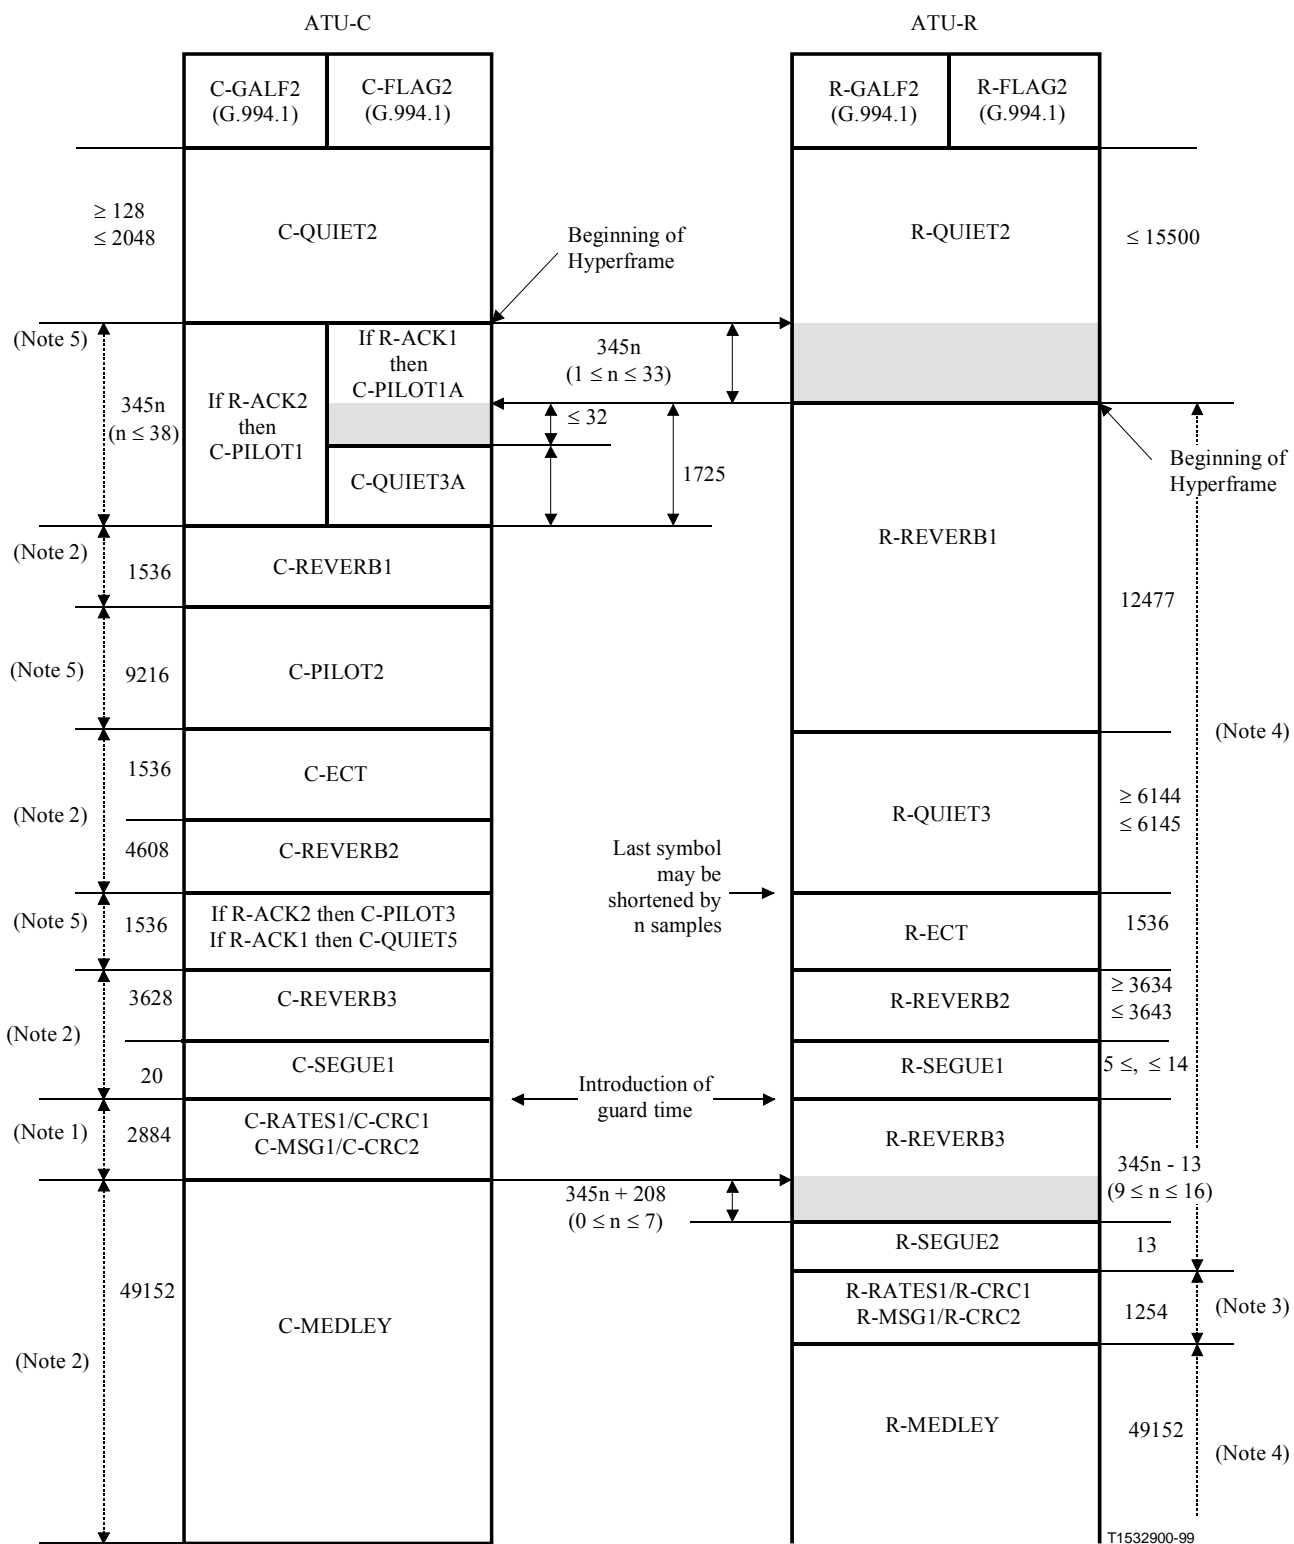 ATU-C
ATU-R
C-GALF2
(G.994.1)
C-FLAG2
(G.994.1)
R-GALF2
(G.994.1)
R-FLAG2
(G.994.1)
≥ 128
≤ 2048
C-QUIET2
Beginning of
Hyperframe
R-QUIET2
≤ 15500
(Note 5)
345n
(n ≤ 38)
If R-ACK2
then
C-PILOT1
If R-ACK1
then
C-PILOT1A
345n
(1 ≤ n ≤ 33)
≤ 32
1725
C-QUIET3A
Beginning of
Hyperframe
(Note 2)
1536
C-REVERB1
R-REVERB1
12477
(Note 5)
9216
C-PILOT2
(Note 4)
1536
C-ECT
(Note 2)
4608
C-REVERB2
R-QUIET3
≥ 6144
≤ 6145
Last symbol
may be
shortened by
n samples
(Note 5)
1536
If R-ACK2 then C-PILOT3
If R-ACK1 then C-QUIET5
R-ECT
1536
3628
C-REVERB3
R-REVERB2
≥ 3634
≤ 3643
(Note 2)
20
C-SEGUE1
R-SEGUE1
5 ≤, ≤ 14
Introduction of
guard time
(Note 1)
2884
C-RATES1/C-CRC1
C-MSG1/C-CRC2
R-REVERB3
345n - 13
(9 ≤ n ≤ 16)
345n + 208
(0 ≤ n ≤ 7)
R-SEGUE2
13
49152
C-MEDLEY
(Note 2)
R-RATES1/R-CRC1
R-MSG1/R-CRC2
1254
(Note 3)
R-MEDLEY
49152
(Note 4)
T1532900-99